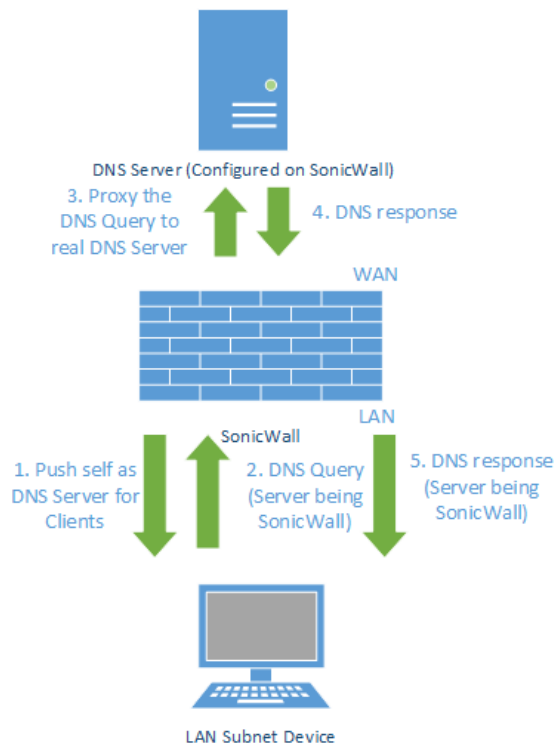 DNS Server (Configured on SonicWall)
3. Proxy the
DNS Query to
real DNS Server
4. DNS response
WAN
LAN
SonicWall
1. Push self as
DNS Server for
Clients
2. DNS Query
(Server being
SonicWall)
5. DNS response
(Server being
SonicWall)
LAN Subnet Device